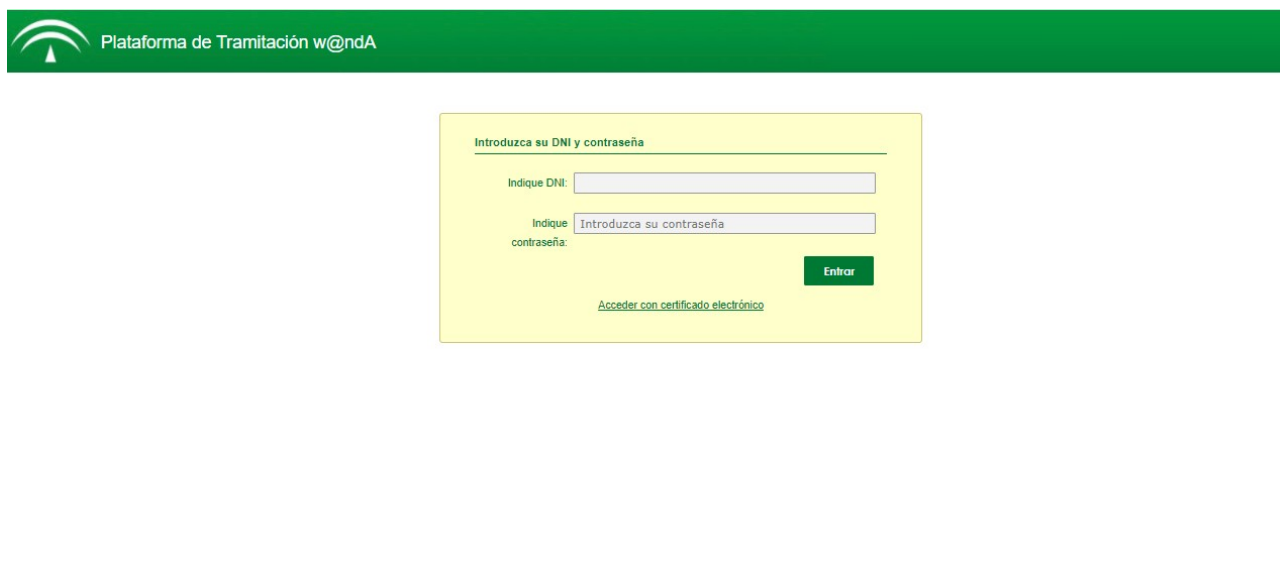 Plataforma de Tramitación w@ndA
Introduzca su DNI y contraseña
Indique DNI:
Indique Introduzca su contraseña
contraseña:
Entrar
Acceder con certificado electrónico